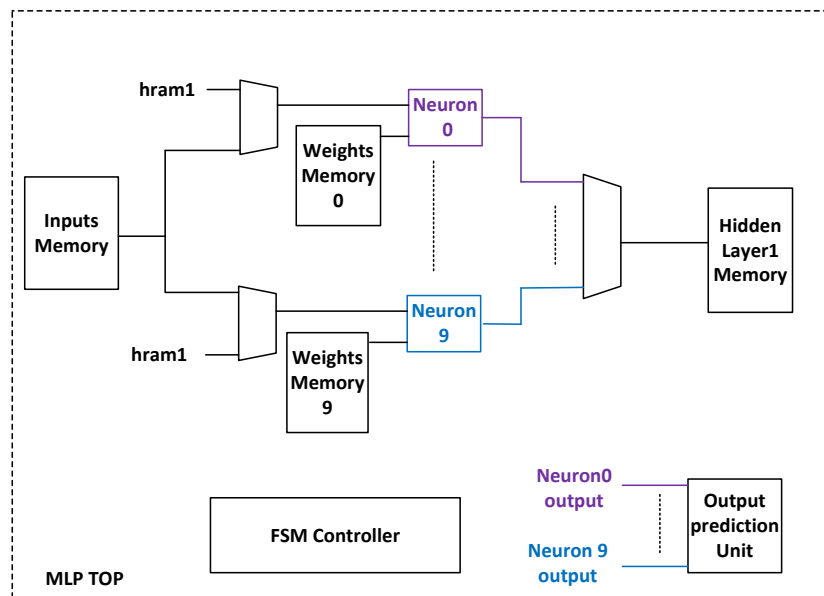 hram1
Neuron
0
Weights
Memory
0
Inputs
Memory
Hidden
Layer1
Memory
Neuron
9
hram1
Weights
Memory
9
Neuron0
output
Output
prediction
Unit
Neuron 9
output
FSM Controller
MLP TOP